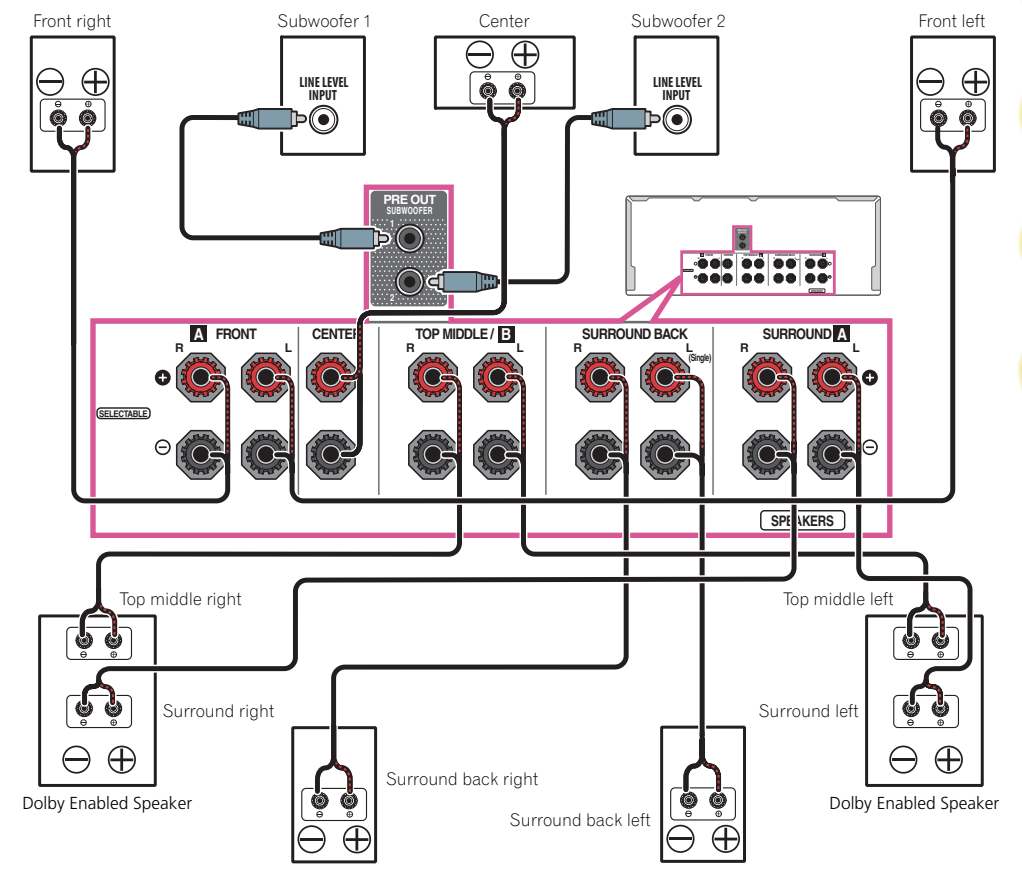 Front right
Subwoofer 1
Center
Subwoofer 2
Front left
LINE LEVEL
INPUT
LINE LEVEL
INPUT
PRE OUT
SUBWOOFER
1
2
A FRONT
CENTER
TOP MIDDLE / B
SURROUND BACK
SURROUND A
R
L
R
L
R
L
(Single)
R
L
SELECTABLE
SPEAKERS
Top middle right
Top middle left
Surround right
Surround left
Surround back right
Dolby Enabled Speaker
Dolby Enabled Speaker
Surround back left